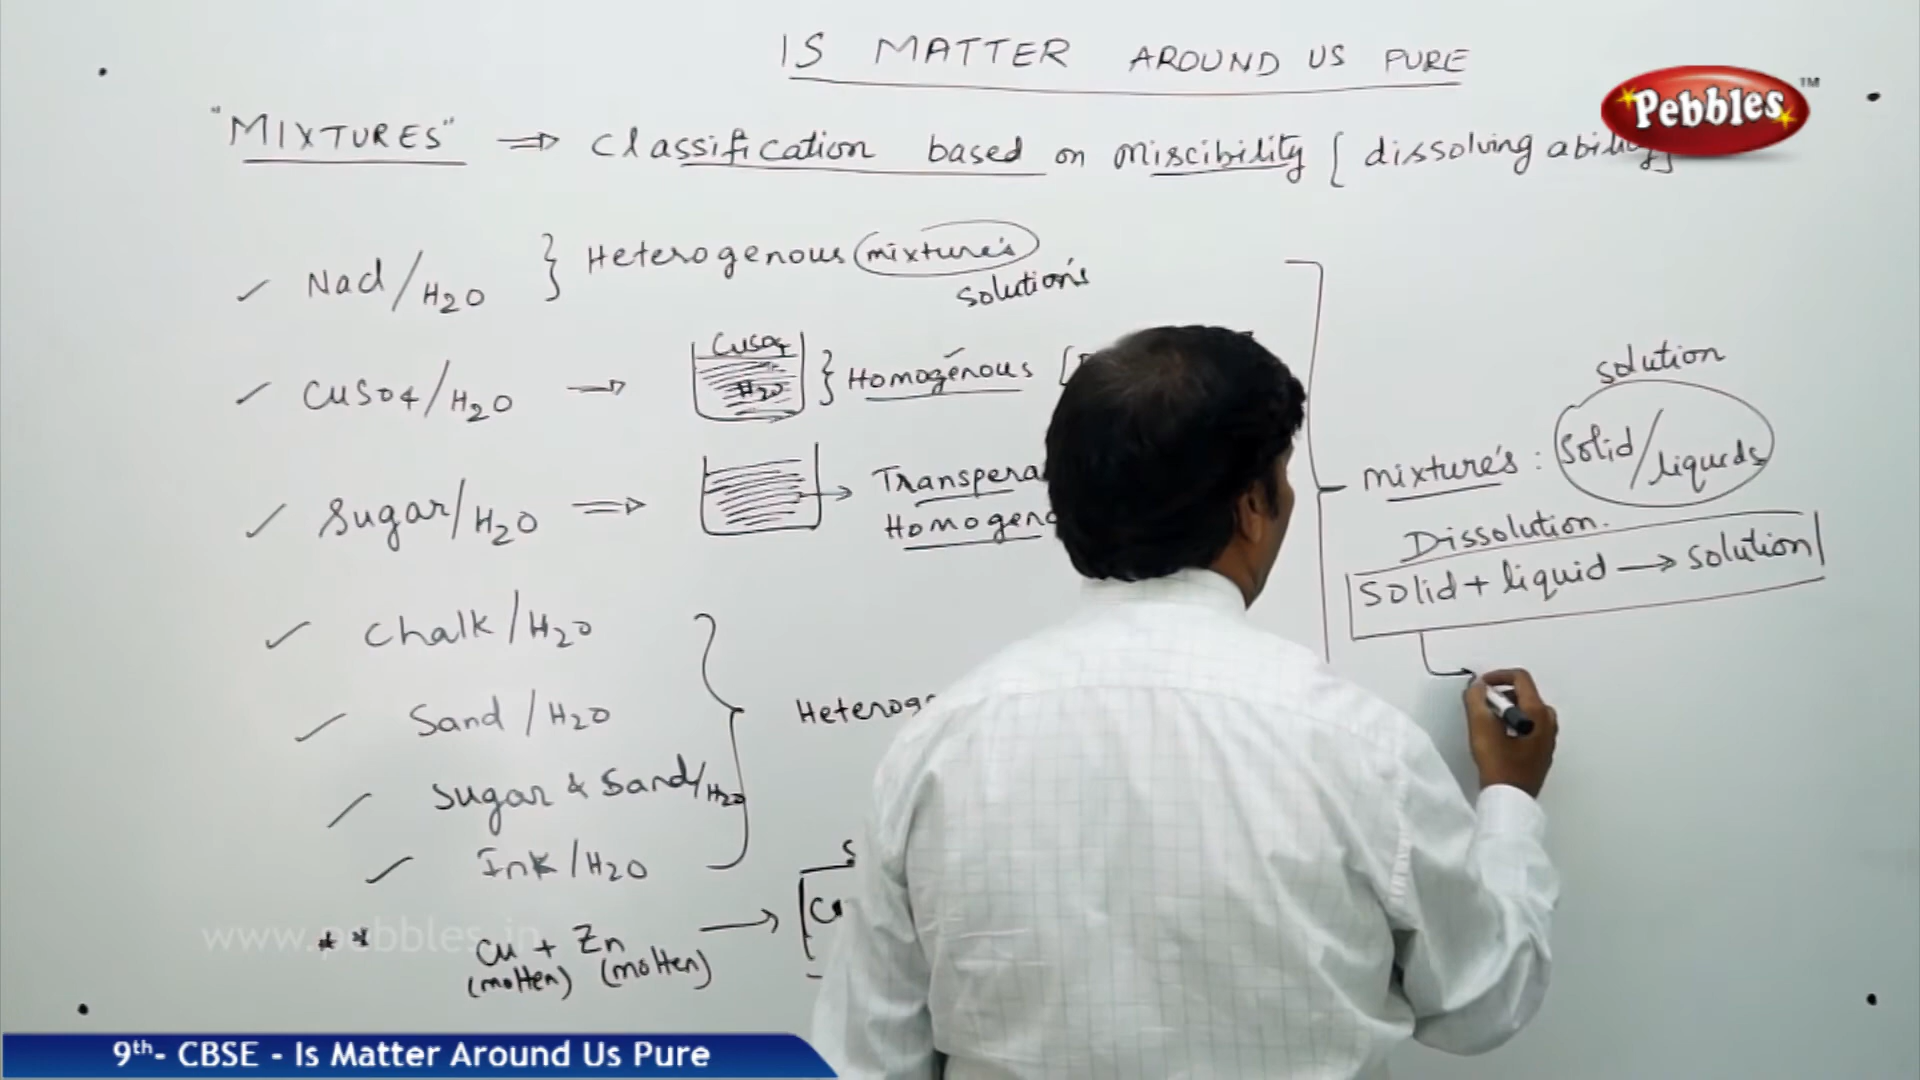 IS MATTER AROUND US PURE
Pebbles™
"MIXTURES" ⇒ Classification based on Miscibility [dissolving ability]
✓ Nacl/H2O } Heterogenous mixture's
solution's
✓ CuSO4/H2O → CuSO4 H2O } Homogenous [
✓ Sugar/H2O ⇒ → Transpera
Homogeno
solution
mixture's : solid/liquids
Dissolution.
Solid + liquid → solution
✓ chalk/H2O
✓ Sand/H2O
Heterog
✓ Sugar & Sand/H2O
✓ Ink/H2O
S
** Cu + Zn → [Cu
(molten) (molten)
www.pebbles.in
9th- CBSE - Is Matter Around Us Pure